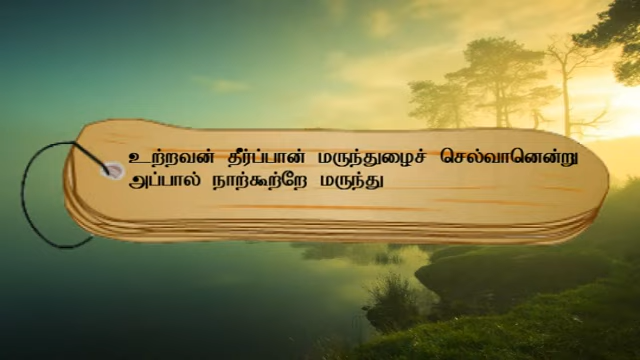 உற்றவன் தீர்ப்பான் மருந்துழைச் செல்வானென்று
அப்பால் நாற்கூற்றே மருந்து